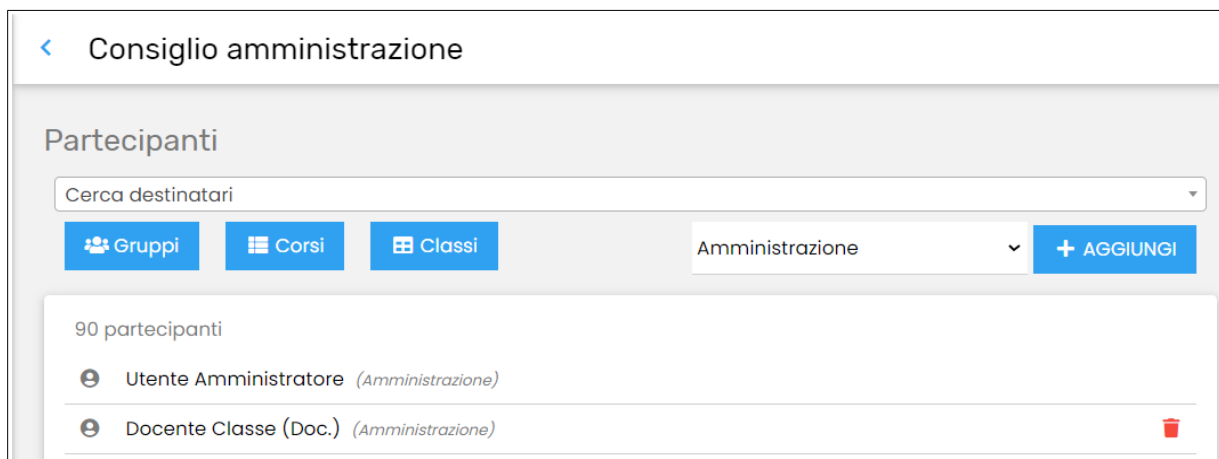 Consiglio amministrazione
Partecipanti
Cerca destinatari
Gruppi Corsi Classi Amministrazione + AGGIUNGI
90 partecipanti
Utente Amministratore (Amministrazione)
Docente Classe (Doc.) (Amministrazione)